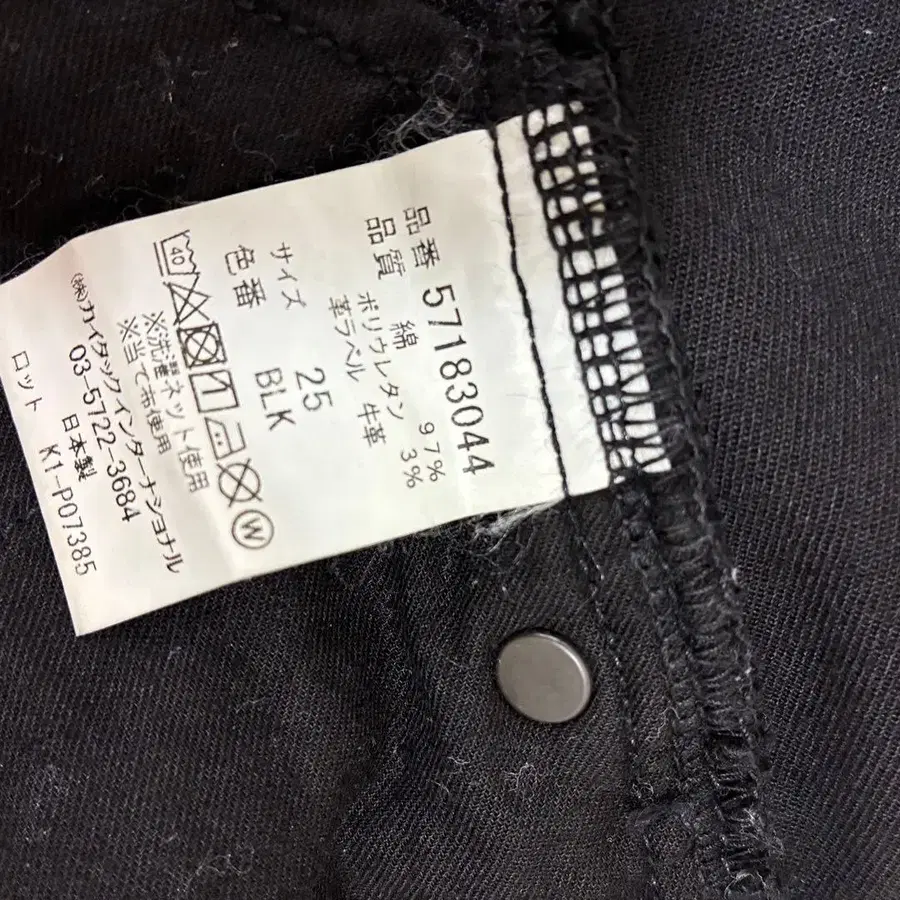 品番 57183044
品質 綿 97%
ポリウレタン 3%
革ラベル 牛革
サイズ 25
色番 BLK
40
W
※洗濯ネット使用
※当て布使用
㈱カイタックインターナショナル
03-5722-3684
日本製
ロット K1-P07385